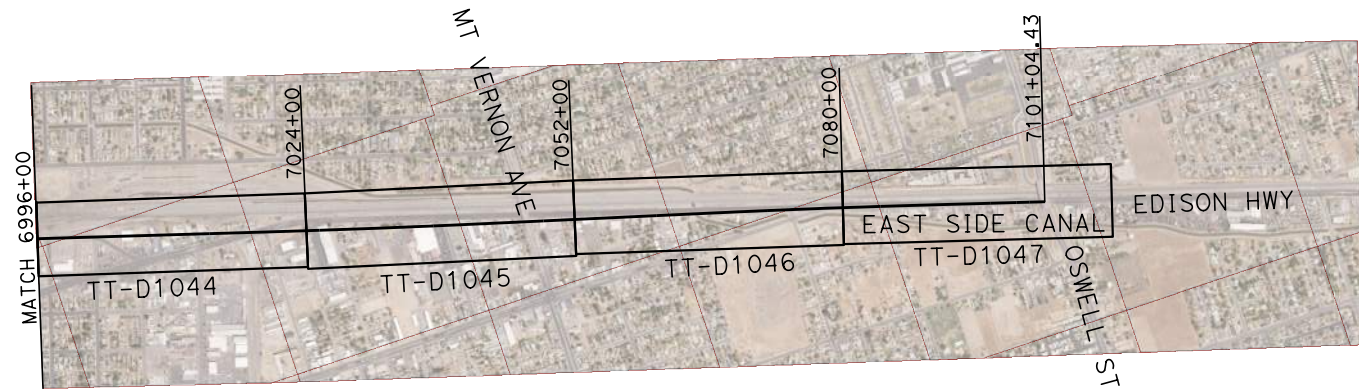 MATCH 6996+00
7024+00
MT VERNON AVE
7052+00
7080+00
7101+04.43
EDISON HWY
EAST SIDE CANAL
TT-D1044
TT-D1045
TT-D1046
TT-D1047
OSWELL ST